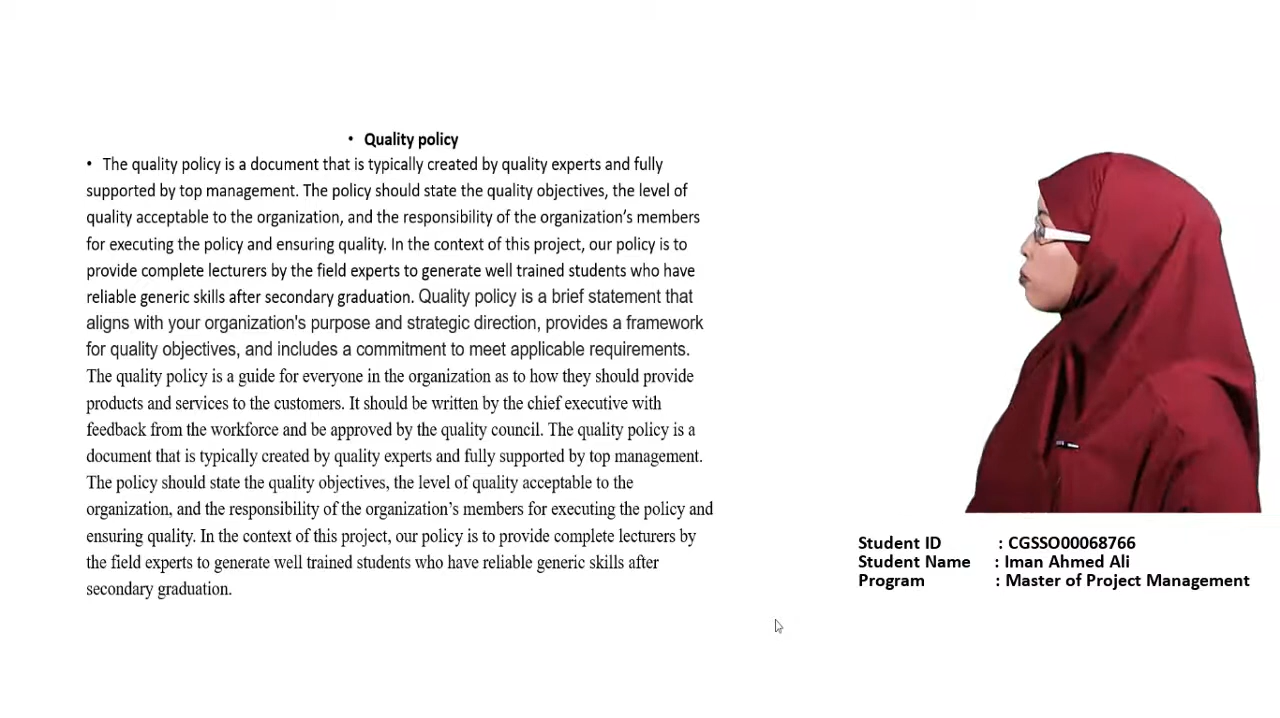 • Quality policy
• The quality policy is a document that is typically created by quality experts and fully
supported by top management. The policy should state the quality objectives, the level of
quality acceptable to the organization, and the responsibility of the organization’s members
for executing the policy and ensuring quality. In the context of this project, our policy is to
provide complete lecturers by the field experts to generate well trained students who have
reliable generic skills after secondary graduation. Quality policy is a brief statement that
aligns with your organization's purpose and strategic direction, provides a framework
for quality objectives, and includes a commitment to meet applicable requirements.
The quality policy is a guide for everyone in the organization as to how they should provide
products and services to the customers. It should be written by the chief executive with
feedback from the workforce and be approved by the quality council. The quality policy is a
document that is typically created by quality experts and fully supported by top management.
The policy should state the quality objectives, the level of quality acceptable to the
organization, and the responsibility of the organization’s members for executing the policy and
ensuring quality. In the context of this project, our policy is to provide complete lecturers by
the field experts to generate well trained students who have reliable generic skills after
secondary graduation.
Student ID : CGSSO00068766
Student Name : Iman Ahmed Ali
Program : Master of Project Management